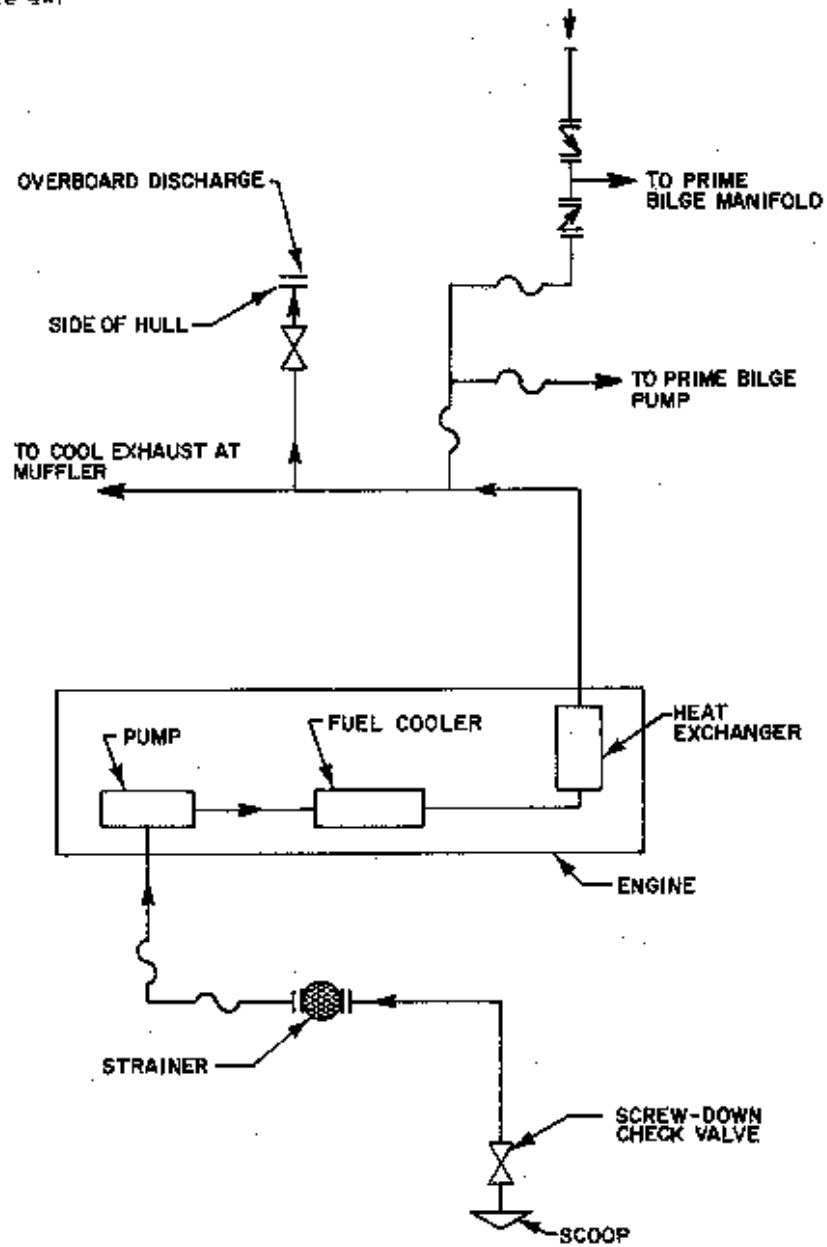 TO PRIME
BILGE MANIFOLD
OVERBOARD DISCHARGE
SIDE OF HULL
TO PRIME BILGE
PUMP
TO COOL EXHAUST AT
MUFFLER
HEAT
EXCHANGER
FUEL COOLER
PUMP
ENGINE
STRAINER
SCREW-DOWN
CHECK VALVE
SCOOP